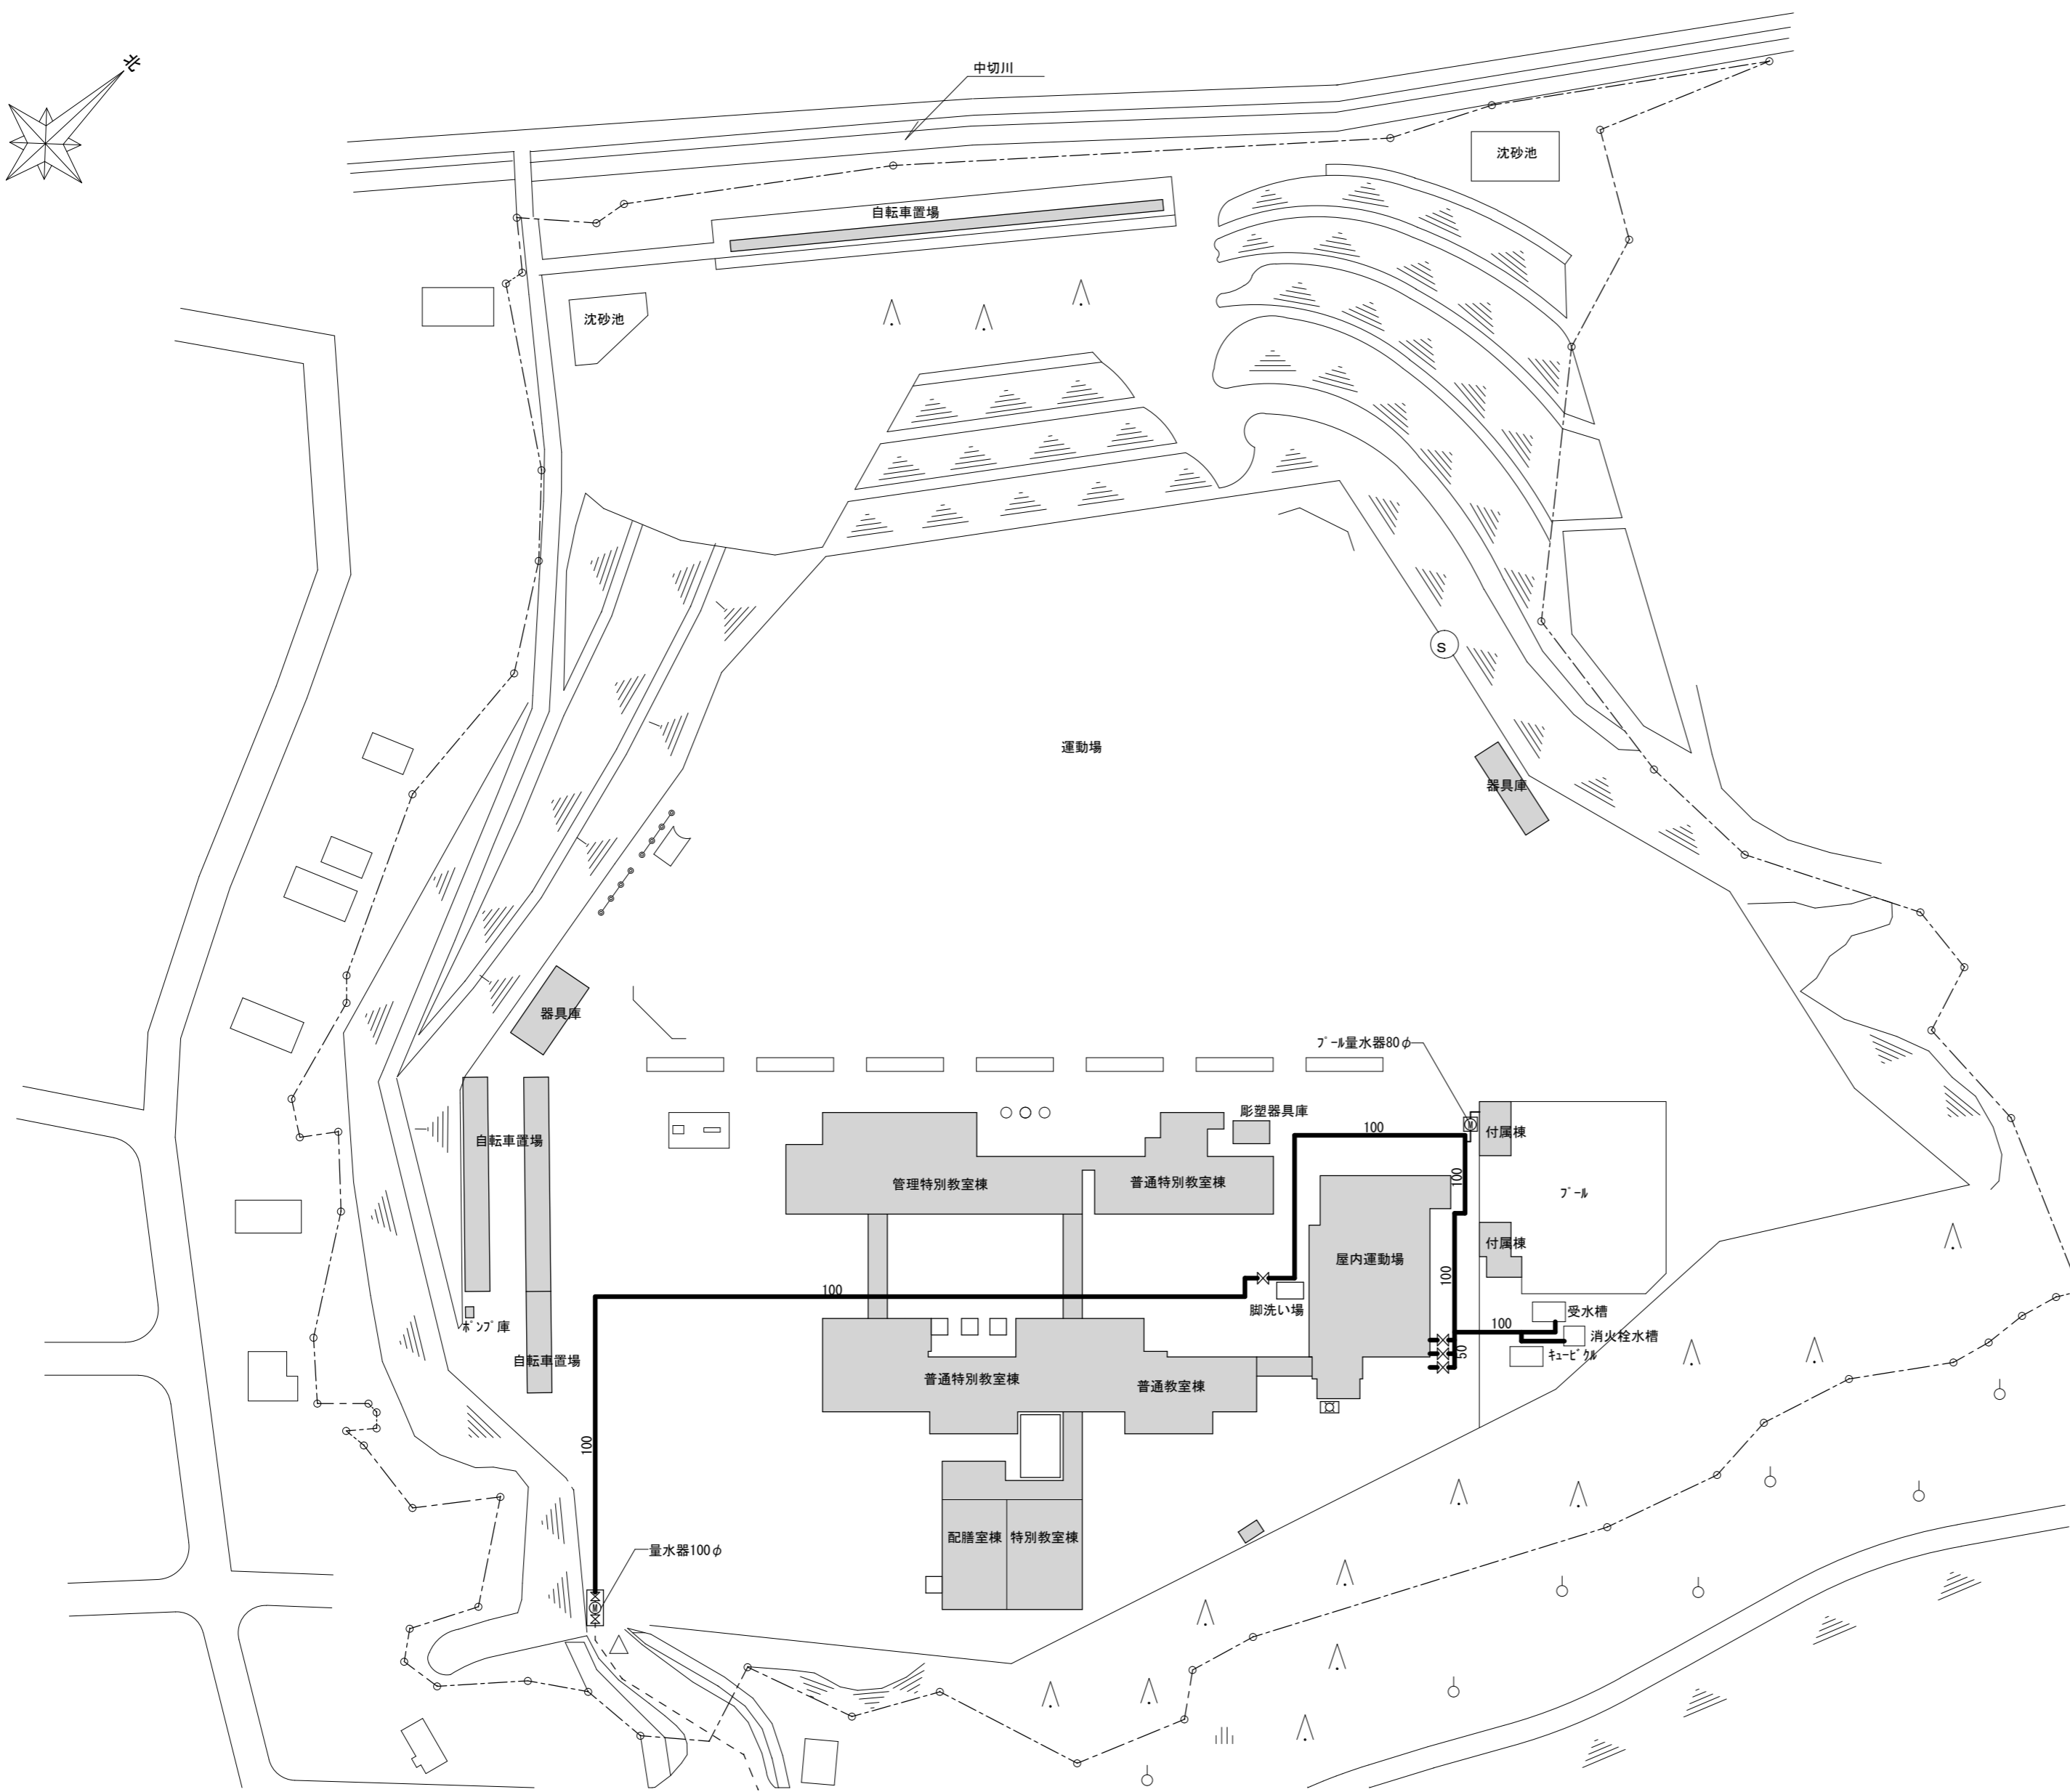 北
中切川
沈砂池
自転車置場
沈砂池
S
運動場
器具庫
器具庫
ﾌﾟｰﾙ量水器80φ
彫塑器具庫
100
M
付属棟
自転車置場
管理特別教室棟
普通特別教室棟
100
ﾌﾟｰﾙ
付属棟
屋内運動場
100
100
脚洗い場
受水槽
ﾎﾟﾝﾌﾟ庫
100
消火栓水槽
50
ｷｭｰﾋﾞｸﾙ
自転車置場
普通特別教室棟
普通教室棟
100
配膳室棟
特別教室棟
量水器100φ
M